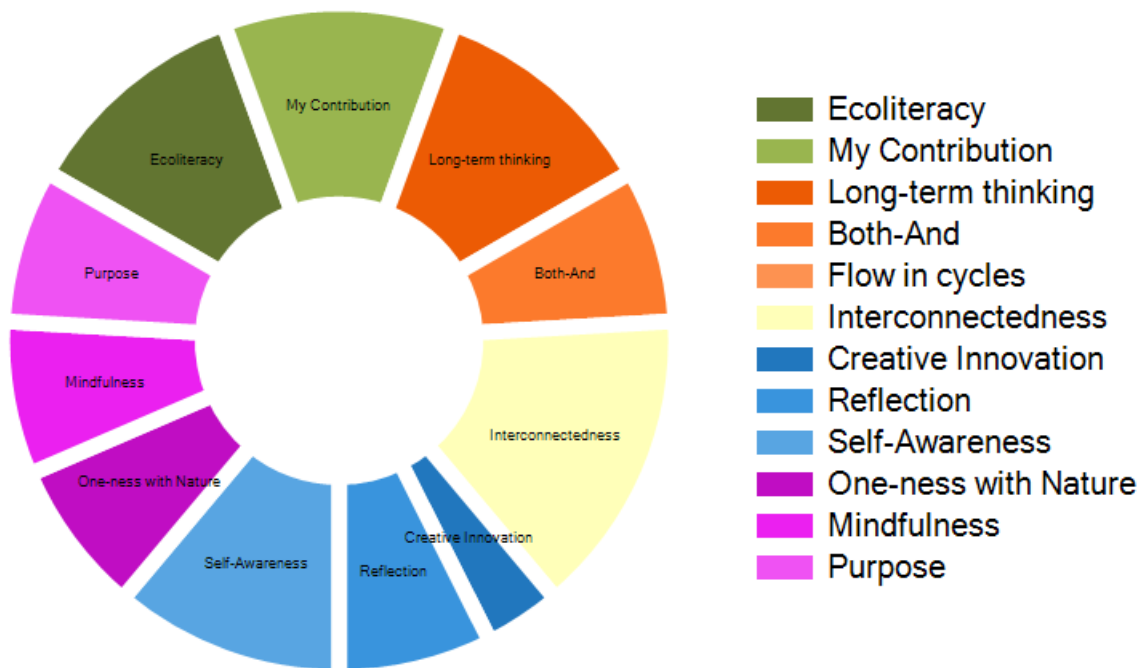 My Contribution
Ecoliteracy
Long-term thinking
Purpose
Both-And
Mindfulness
Interconnectedness
One-ness with Nature
Creative Innovation
Self-Awareness
Reflection
Ecoliteracy
My Contribution
Long-term thinking
Both-And
Flow in cycles
Interconnectedness
Creative Innovation
Reflection
Self-Awareness
One-ness with Nature
Mindfulness
Purpose